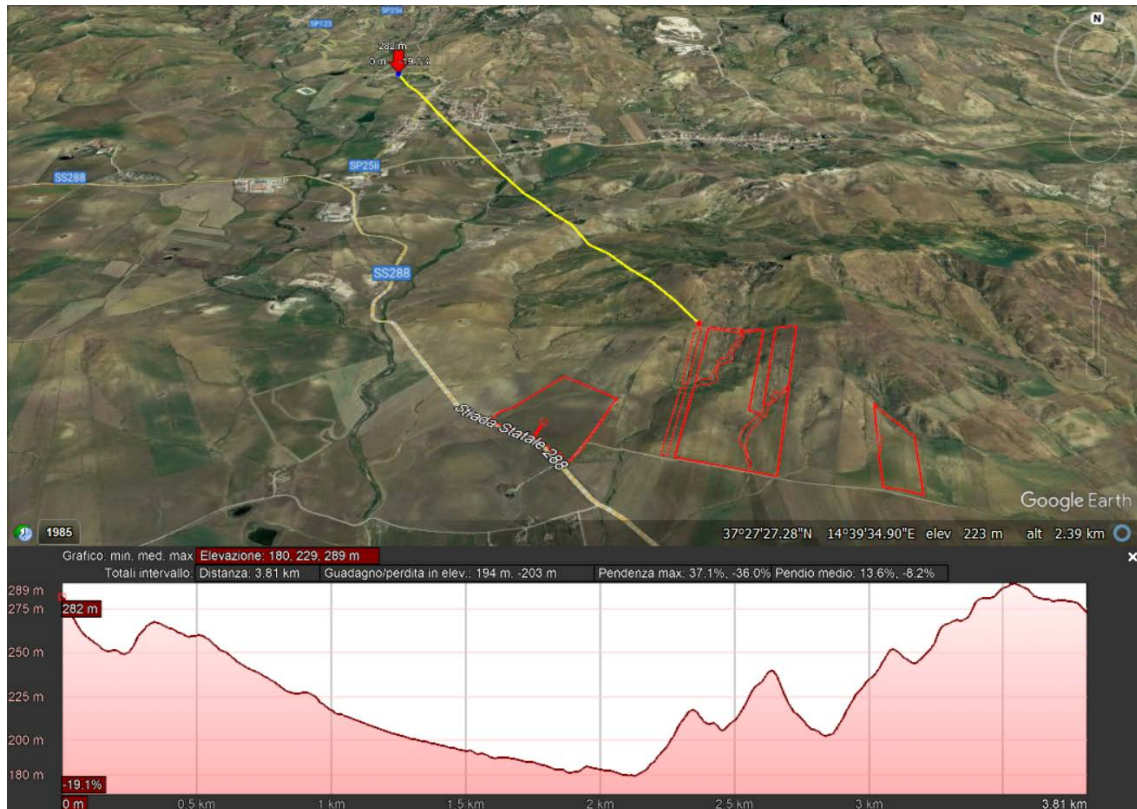 SP25ii
SP123
N
282 m
0 m -19.1%
SP25ii
SS288
SS288
Strada Statale 288
Google Earth
1985
37°27'27.28"N 14°39'34.90"E elev 223 m alt 2.39 km
Grafico: min. med. max Elevazione: 180, 229, 289 m
Totali intervallo: Distanza: 3.81 km Guadagno/perdita in elev.: 194 m, -203 m Pendenza max: 37.1%, -36.0% Pendio medio: 13.6%, -8.2%
289 m
282 m
275 m
250 m
225 m
200 m
180 m
-19.1%
0 m 0.5 km 1 km 1.5 km 2 km 2.5 km 3 km 3.81 km